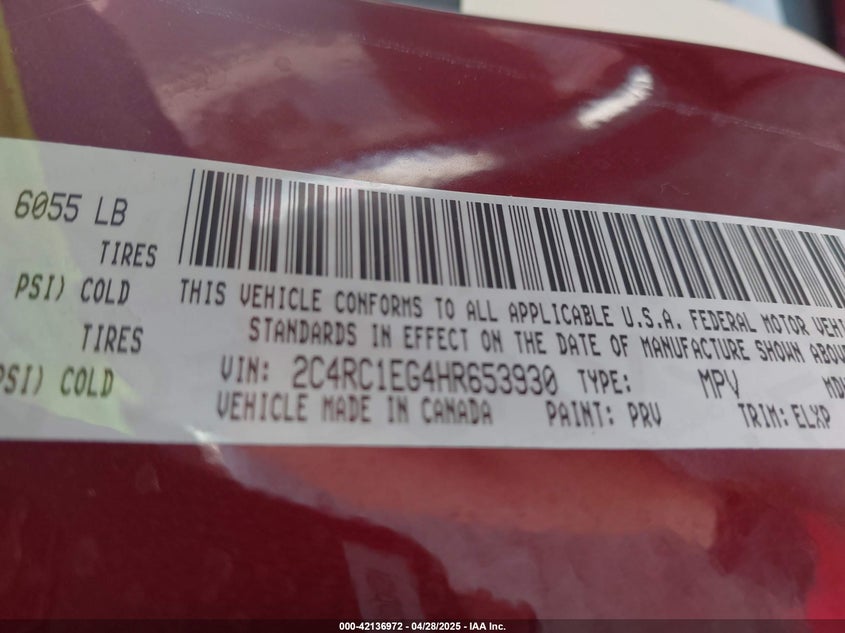 6055 LB
TIRES
PSI) COLD
THIS VEHICLE CONFORMS TO ALL APPLICABLE U.S.A. FEDERAL MOTOR VEHI
TIRES
STANDARDS IN EFFECT ON THE DATE OF MANUFACTURE SHOWN ABOVE
PSI) COLD
VIN: 2C4RC1EG4HR653930 TYPE: MPV MDH
VEHICLE MADE IN CANADA PAINT: PRV TRIM: ELXP
000-42136972 - 04/28/2025 - IAA Inc.